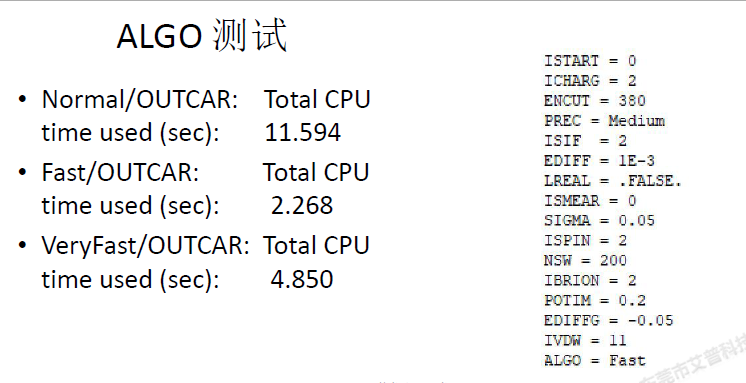 ALGO 测试
• Normal/OUTCAR: Total CPU
time used (sec): 11.594
• Fast/OUTCAR: Total CPU
time used (sec): 2.268
• VeryFast/OUTCAR: Total CPU
time used (sec): 4.850
ISTART = 0
ICHARG = 2
ENCUT = 380
PREC = Medium
ISIF = 2
EDIFF = 1E-3
LREAL = .FALSE.
ISMEAR = 0
SIGMA = 0.05
ISPIN = 2
NSW = 200
IBRION = 2
POTIM = 0.2
EDIFFG = -0.05
IVDW = 11
ALGO = Fast
莞市艾普科技